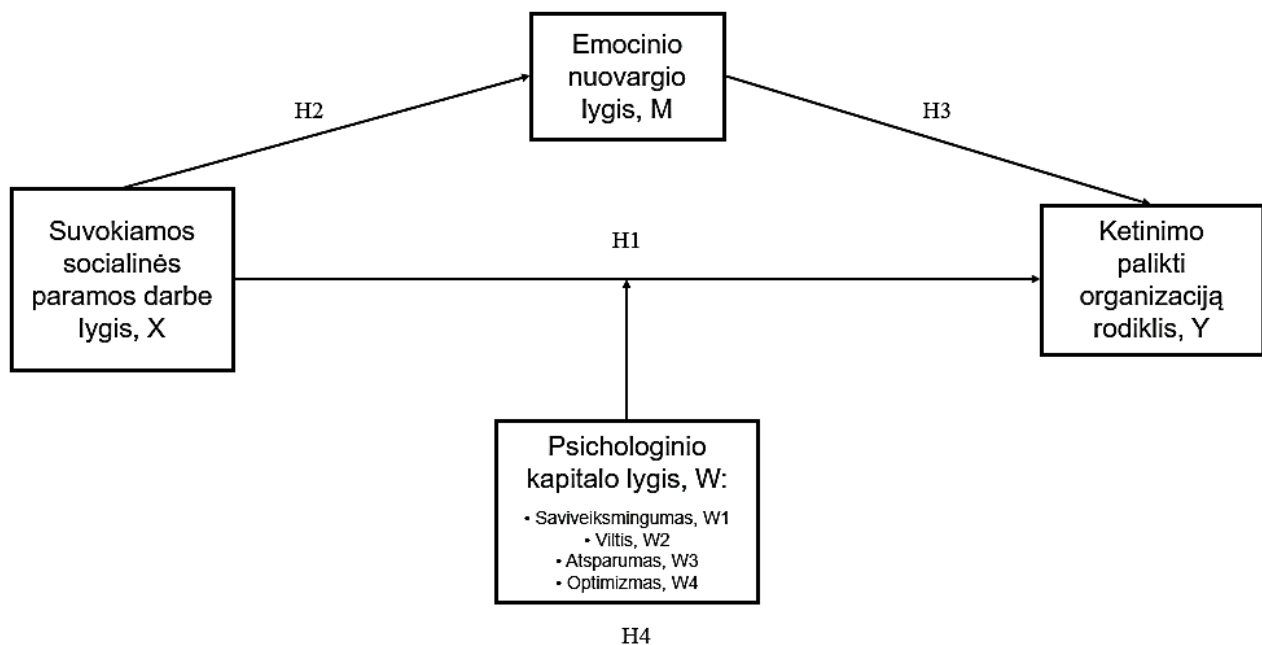 Emocinio
nuovargio
lygis, M
H2
H3
Suvokiamos
socialinės
paramos darbe
lygis, X
H1
Ketinimo
palikti
organizaciją
rodiklis, Y
Psichologinio
kapitalo lygis, W:
• Saviveiksmingumas, W1
• Viltis, W2
• Atsparumas, W3
• Optimizmas, W4
H4